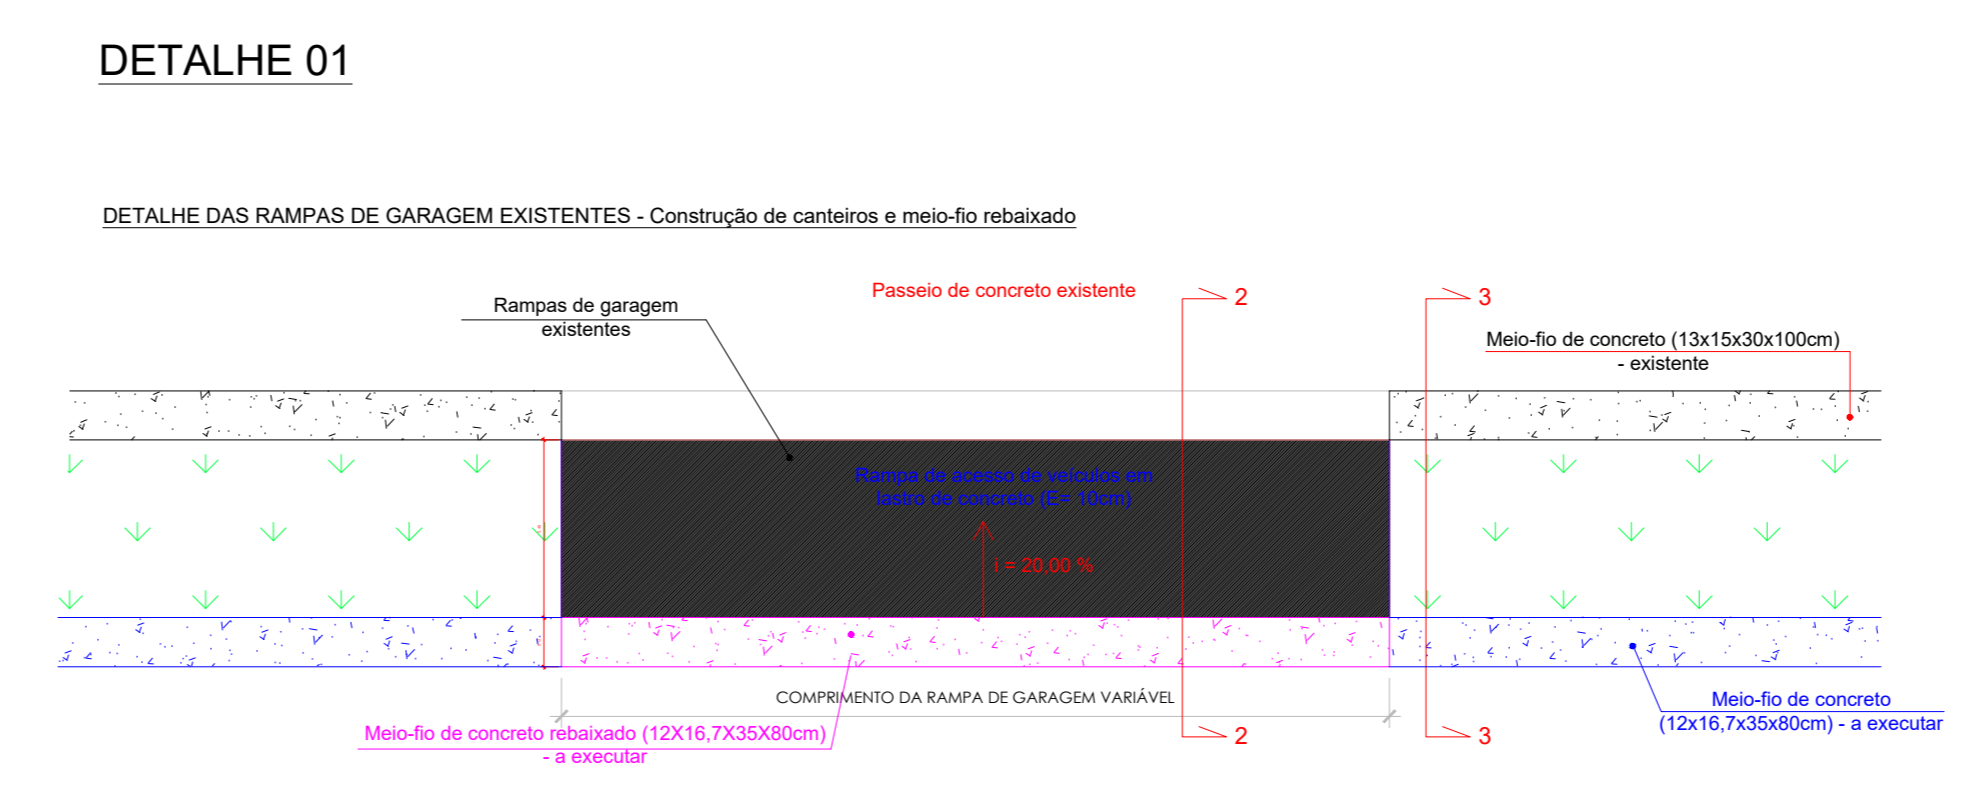 DETALHE 01
DETALHE DAS RAMPAS DE GARAGEM EXISTENTES - Construção de canteiros e meio-fio rebaixado
Passeio de concreto existente
2
3
Rampas de garagem
existentes
Meio-fio de concreto (13x15x30x100cm)
- existente
Rampa de acesso de veículos em
lastro de concreto (E= 10cm)
i = 20,00 %
COMPRIMENTO DA RAMPA DE GARAGEM VARIÁVEL
Meio-fio de concreto
(12x16,7x35x80cm) - a executar
Meio-fio de concreto rebaixado (12X16,7X35X80cm)
- a executar
2
3